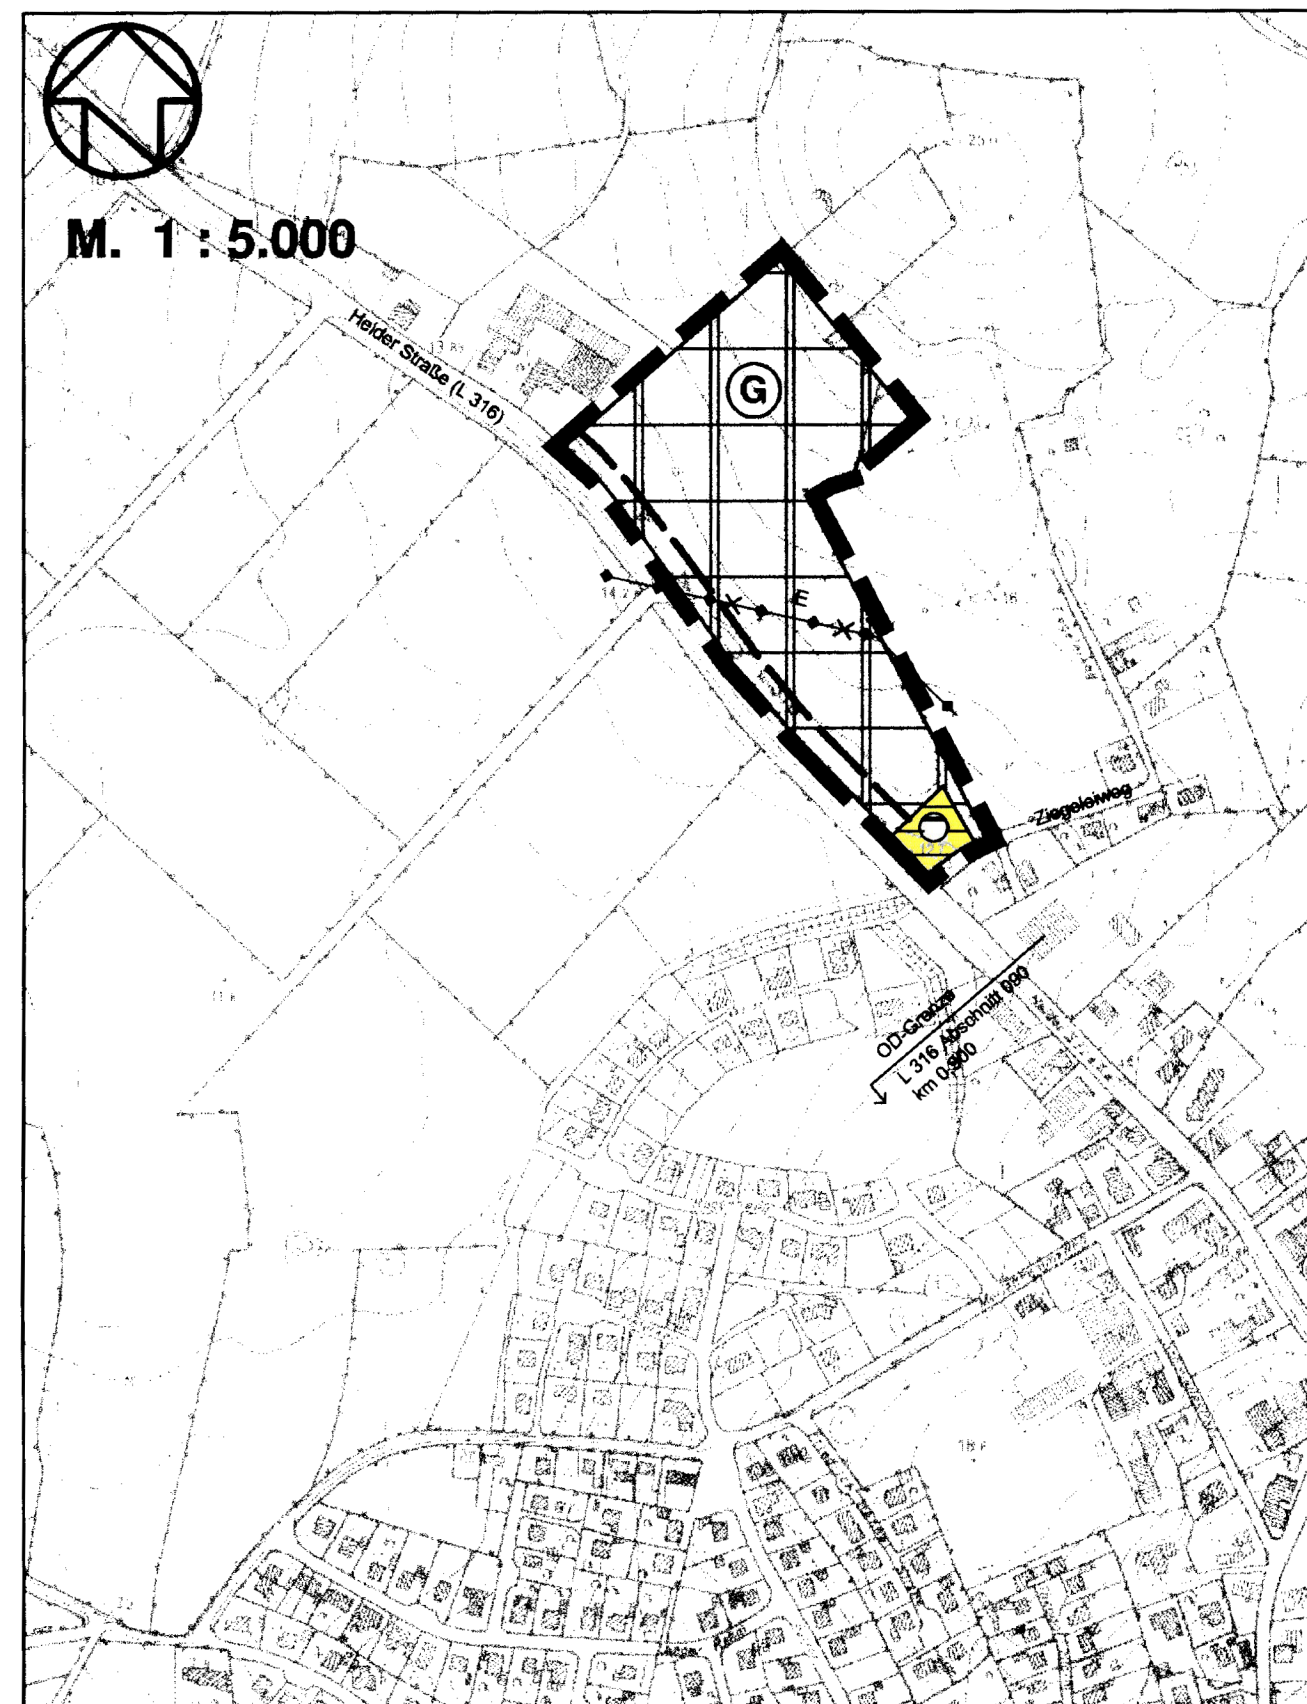 N
M. 1 : 5.000
Heider Straße (L 316)
G
E
Ziegeleiweg
OD-Grenze
L 316 Abschnitt 090
km 0,900